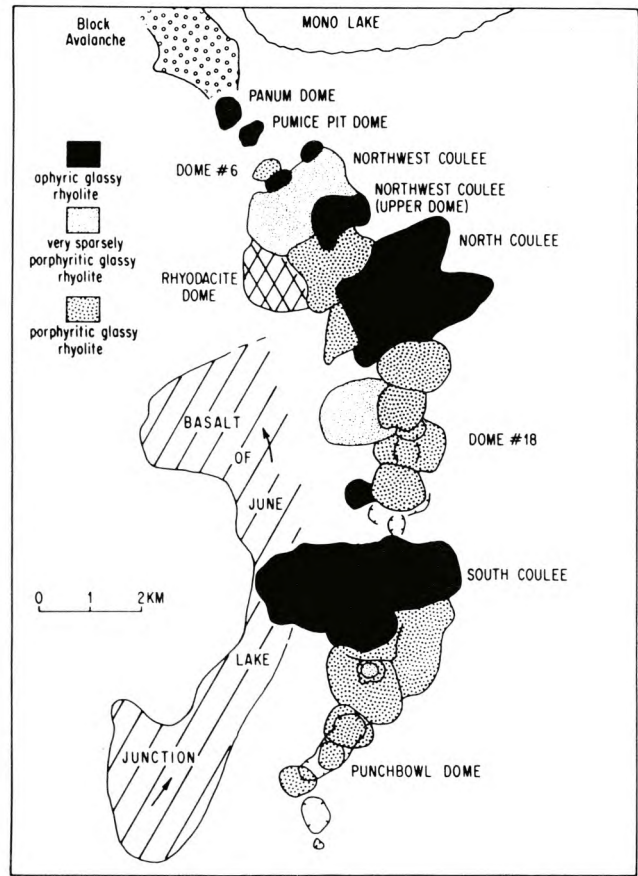 Block
Avalanche
MONO LAKE
PANUM DOME
PUMICE PIT DOME
aphyric glassy
rhyolite
very sparsely
porphyritic glassy
rhyolite
porphyritic glassy
rhyolite
DOME #6
NORTHWEST COULEE
NORTHWEST COULEE
(UPPER DOME)
NORTH COULEE
RHYODACITE
DOME
BASALT
OF
JUNE
LAKE
JUNCTION
DOME #18
SOUTH COULEE
0 1 2 KM
PUNCHBOWL DOME